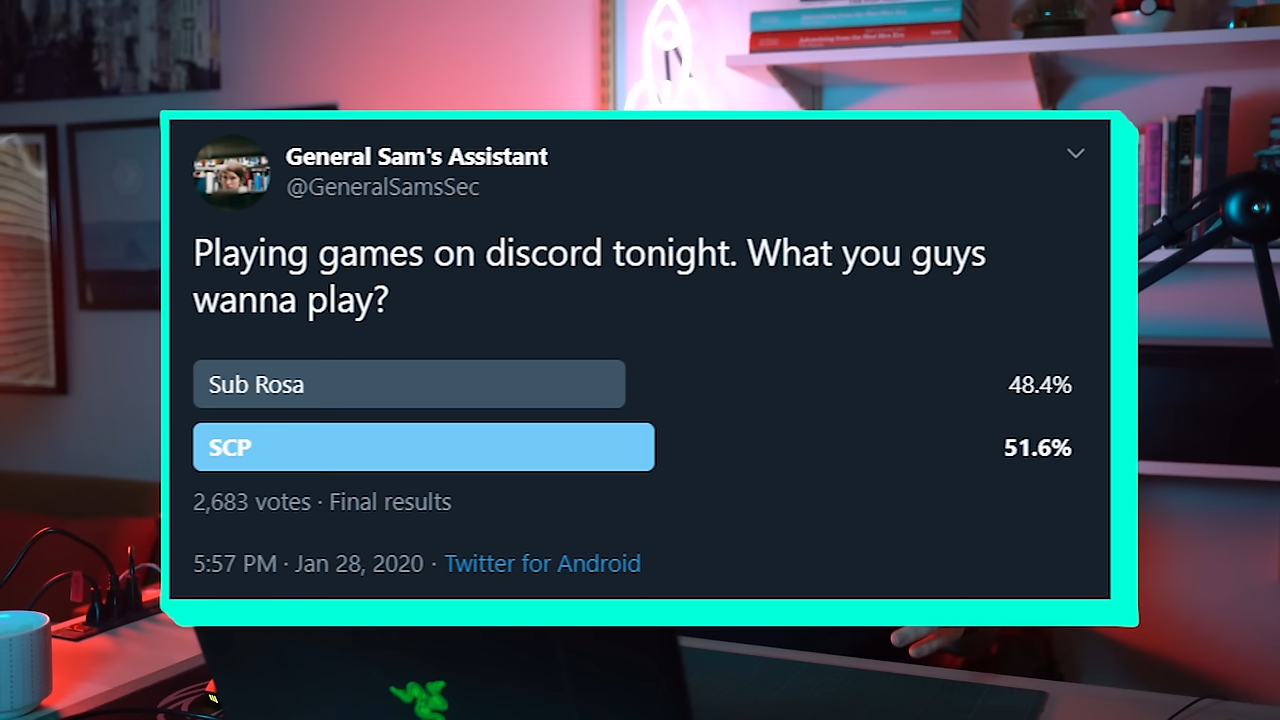 General Sam's Assistant
@GeneralSamsSec
Playing games on discord tonight. What you guys
wanna play?
Sub Rosa 48.4%
SCP 51.6%
2,683 votes · Final results
5:57 PM · Jan 28, 2020 · Twitter for Android